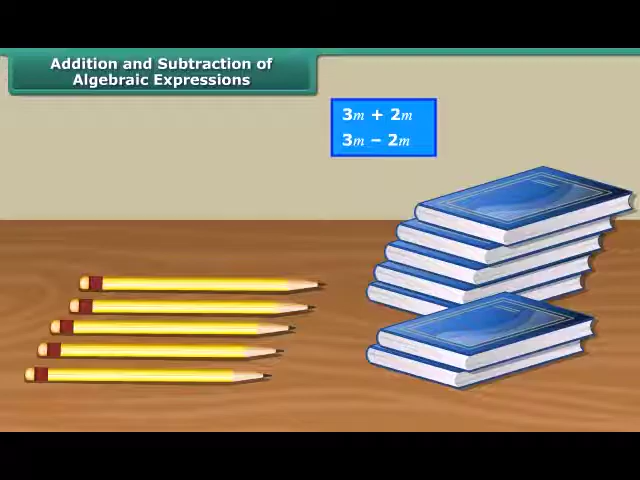 Addition and Subtraction of
Algebraic Expressions
3m + 2m
3m − 2m